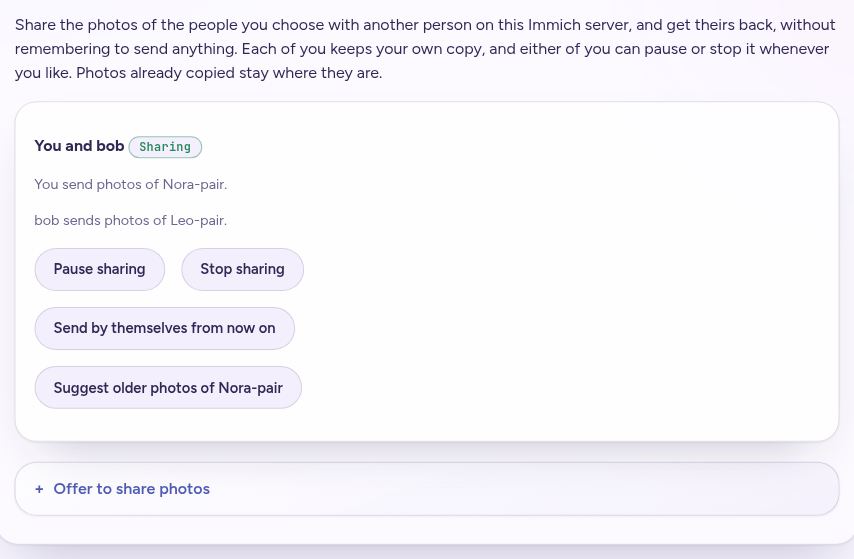 Share the photos of the people you choose with another person on this Immich server, and get theirs back, without
remembering to send anything. Each of you keeps your own copy, and either of you can pause or stop it whenever
you like. Photos already copied stay where they are.
You and bob Sharing
You send photos of Nora-pair.
bob sends photos of Leo-pair.
Pause sharing Stop sharing
Send by themselves from now on
Suggest older photos of Nora-pair
+ Offer to share photos